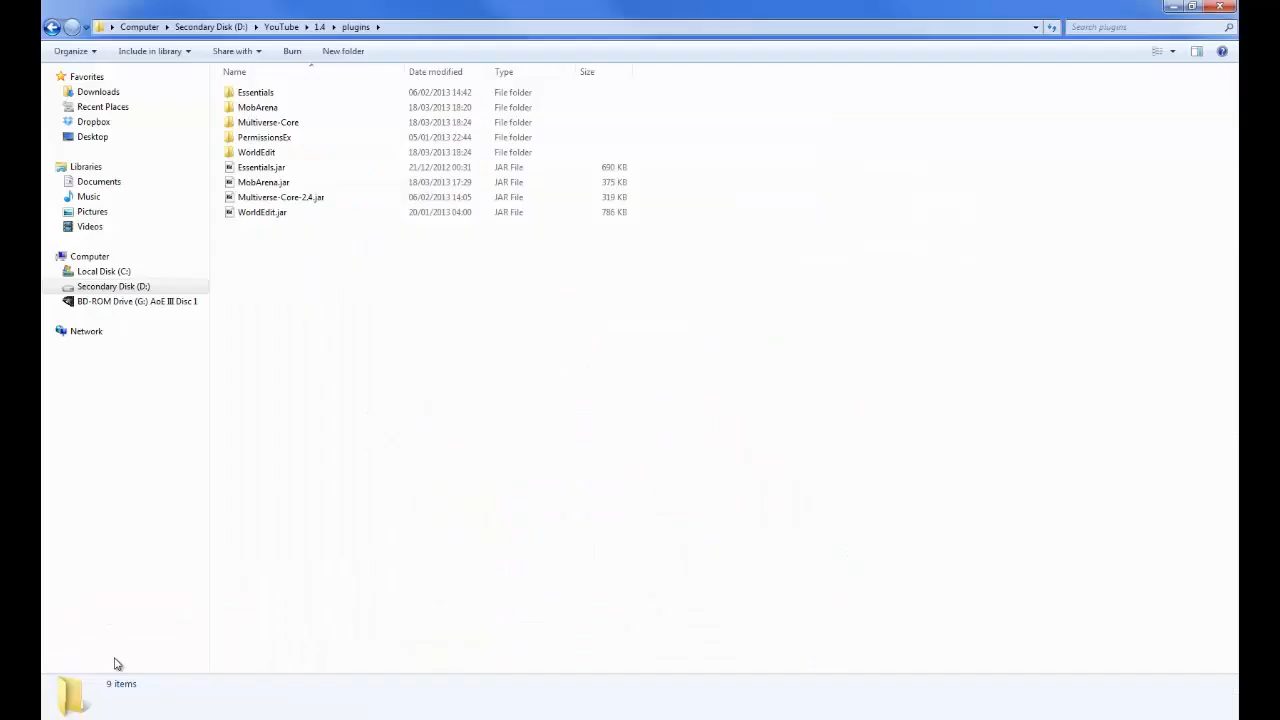 Computer Secondary Disk (D:) YouTube 1.4 plugins Search plugins
Organize Include in library Share with Burn New folder
Name Date modified Type Size
Favorites
Downloads
Recent Places
Dropbox
Desktop
Libraries
Documents
Music
Pictures
Videos
Computer
Local Disk (C:)
Secondary Disk (D:)
BD-ROM Drive (G:) AoE III Disc 1
Network
Essentials 06/02/2013 14:42 File folder
MobArena 18/03/2013 18:20 File folder
Multiverse-Core 18/03/2013 18:24 File folder
PermissionsEx 05/01/2013 22:44 File folder
WorldEdit 18/03/2013 18:24 File folder
Essentials.jar 21/12/2012 00:31 JAR File 690 KB
MobArena.jar 18/03/2013 17:29 JAR File 375 KB
Multiverse-Core-2.4.jar 06/02/2013 14:05 JAR File 319 KB
WorldEdit.jar 20/01/2013 04:00 JAR File 786 KB
9 items